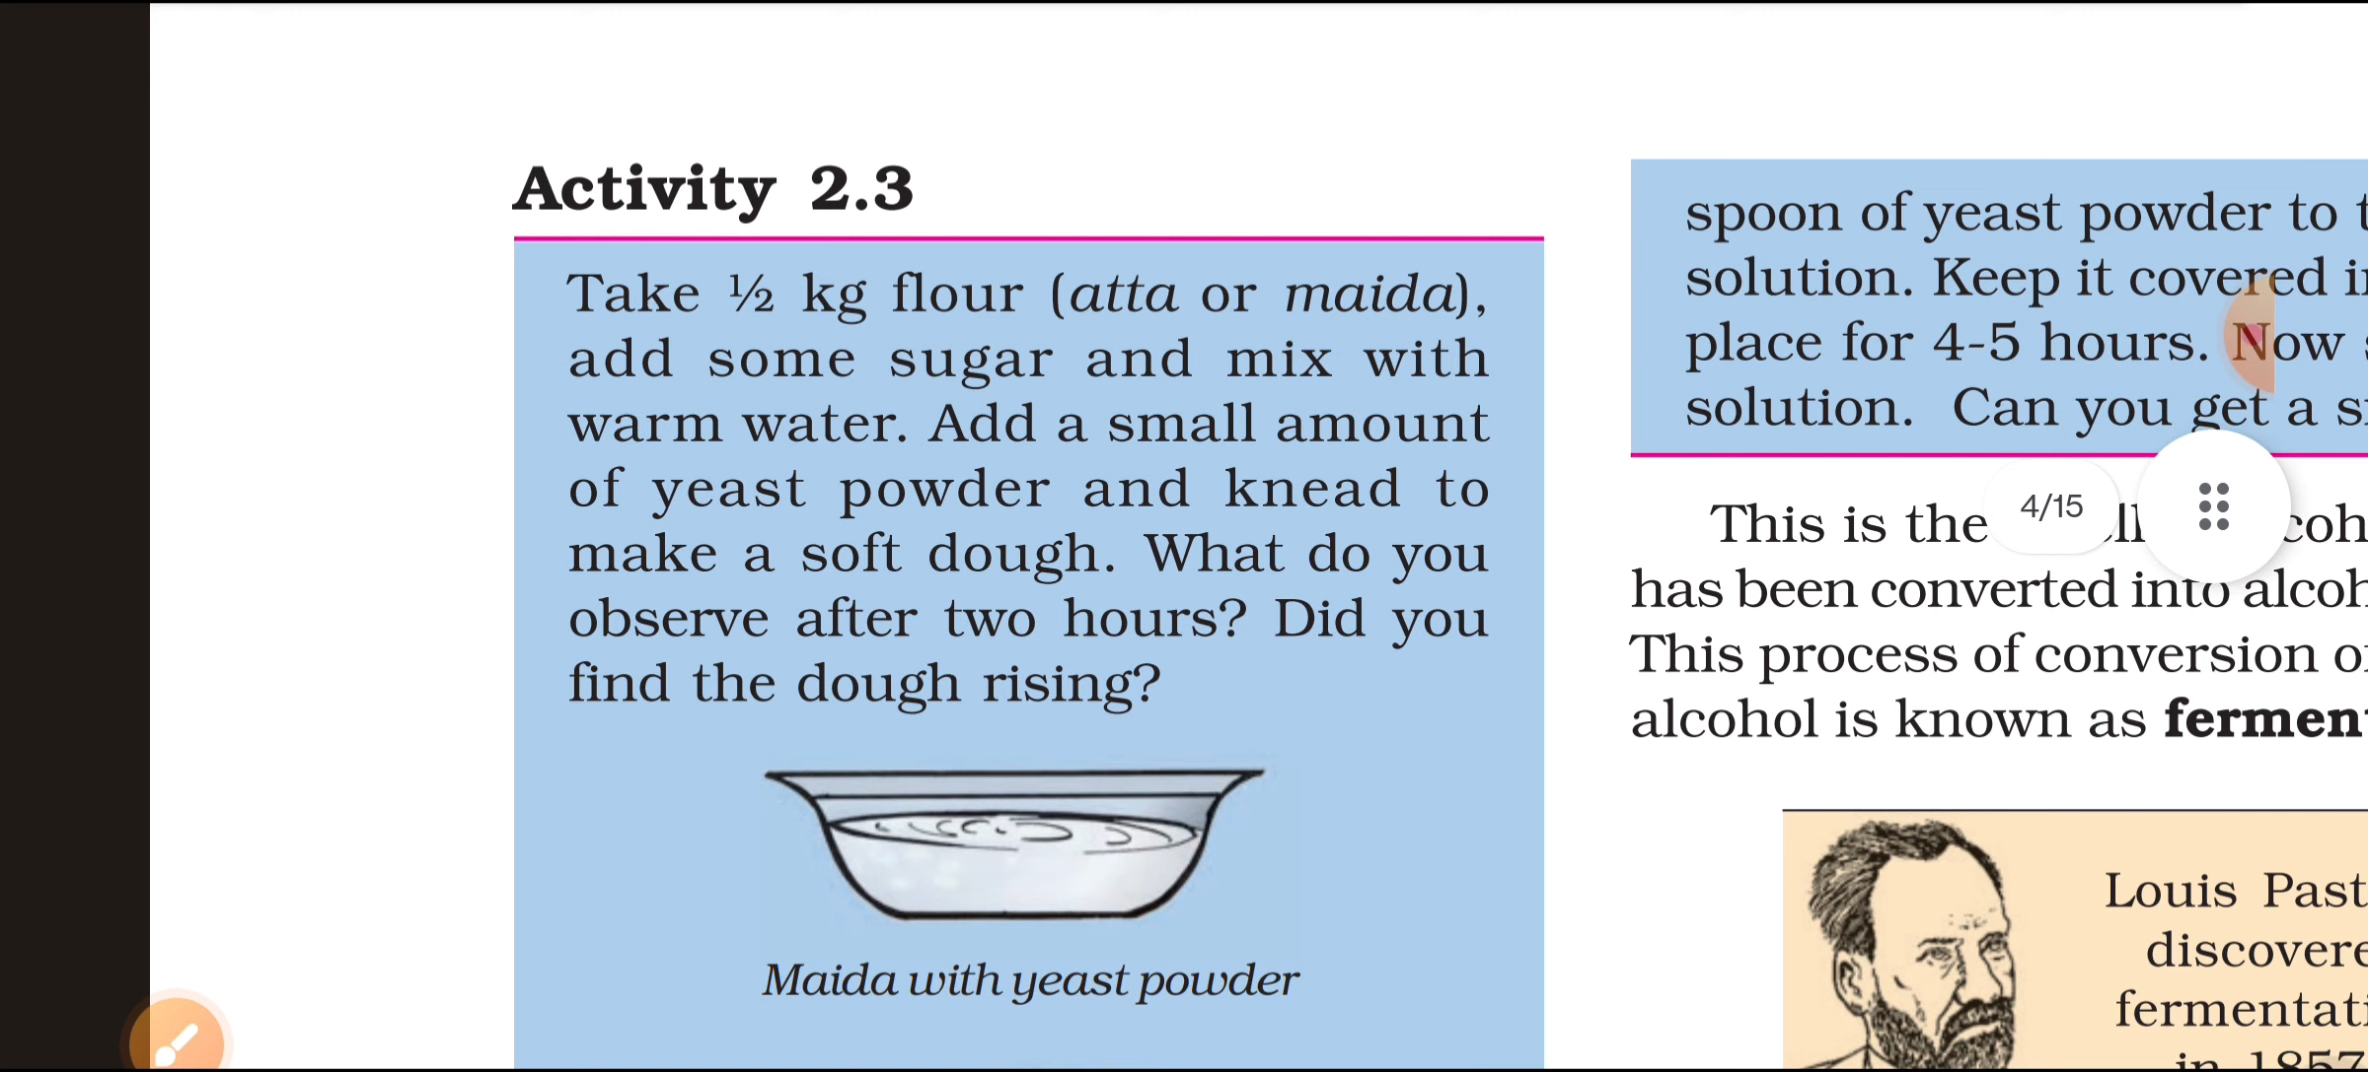 Activity 2.3
Take ½ kg flour (atta or maida),
add some sugar and mix with
warm water. Add a small amount
of yeast powder and knead to
make a soft dough. What do you
observe after two hours? Did you
find the dough rising?
Maida with yeast powder
spoon of yeast powder to
solution. Keep it covered
place for 4-5 hours. Now
solution. Can you get a
This is the
4/15
has been converted into
This process of conversion
alcohol is known as
Louis
in 1857